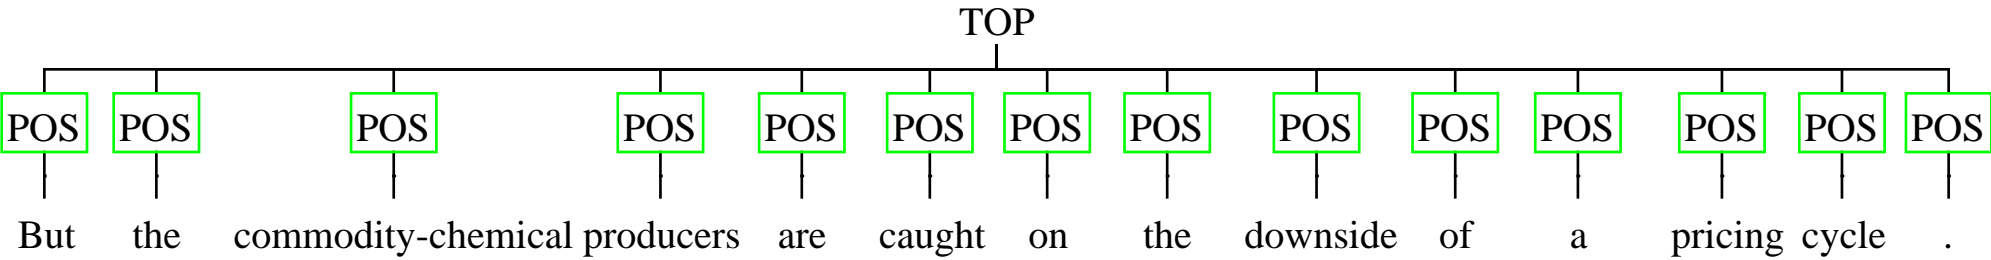 TOP
POS POS POS POS POS POS POS POS POS POS POS POS POS POS
But the commodity-chemical producers are caught on the downside of a pricing cycle .